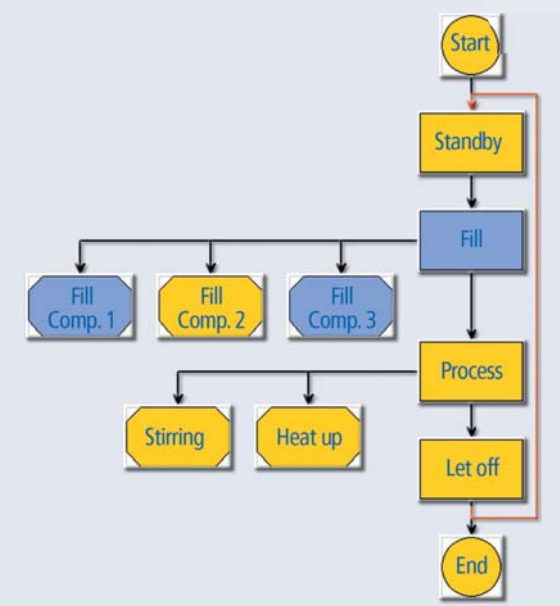 Start
Standby
Fill
Fill
Comp. 1
Fill
Comp. 2
Fill
Comp. 3
Process
Stirring
Heat up
Let off
End